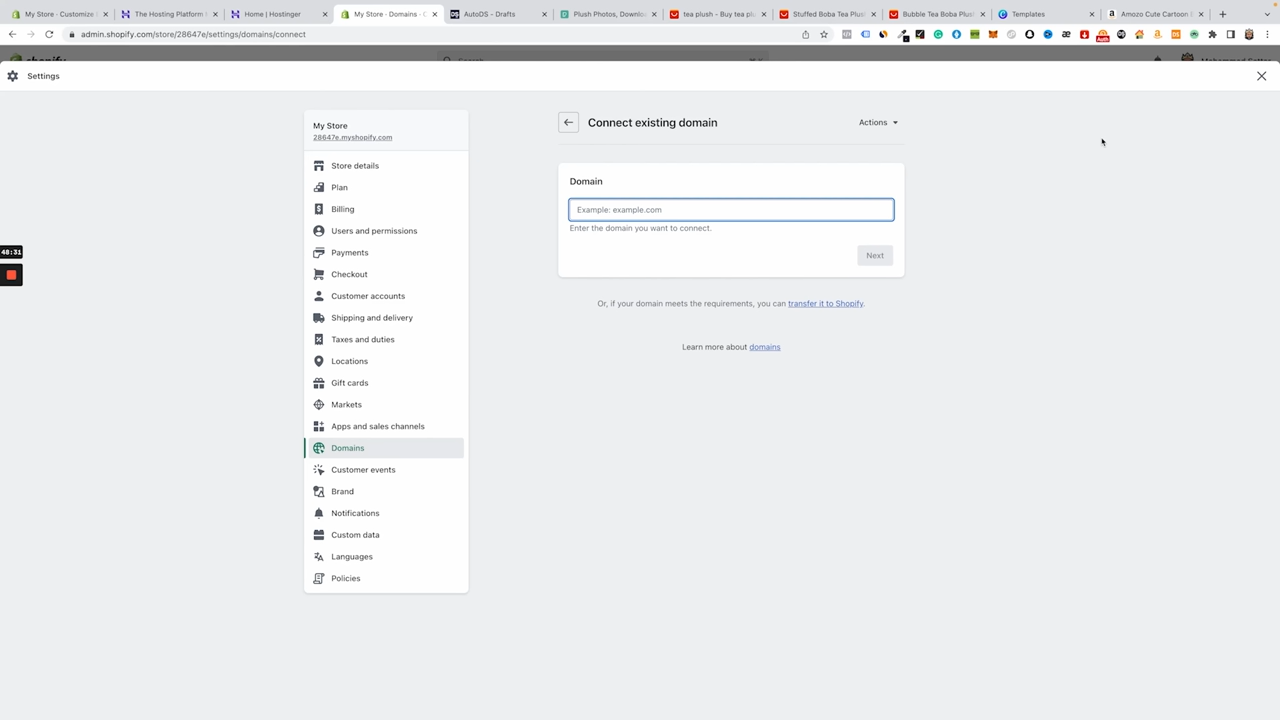 My Store · Customize
The Hosting Platform
Home | Hostinger
My Store · Domains ·
AutoDS – Drafts
Plush Photos, Downlo
tea plush - Buy tea pl
Stuffed Boba Tea Plus
Bubble Tea Boba Plus
Templates
Amozo Cute Cartoon
admin.shopify.com/store/28647e/settings/domains/connect
Settings
My Store
28647e.myshopify.com
Store details
Plan
Billing
Users and permissions
Payments
Checkout
Customer accounts
Shipping and delivery
Taxes and duties
Locations
Gift cards
Markets
Apps and sales channels
Domains
Customer events
Brand
Notifications
Custom data
Languages
Policies
Connect existing domain
Actions
Domain
Example: example.com
Enter the domain you want to connect.
Next
Or, if your domain meets the requirements, you can transfer it to Shopify.
Learn more about domains
48:31